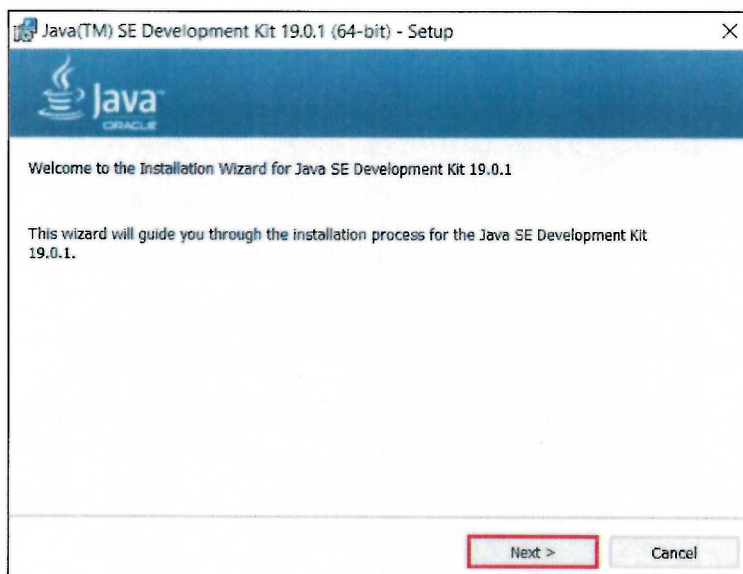 Java(TM) SE Development Kit 19.0.1 (64-bit) - Setup
Java
ORACLE
Welcome to the Installation Wizard for Java SE Development Kit 19.0.1
This wizard will guide you through the installation process for the Java SE Development Kit
19.0.1.
Next >
Cancel